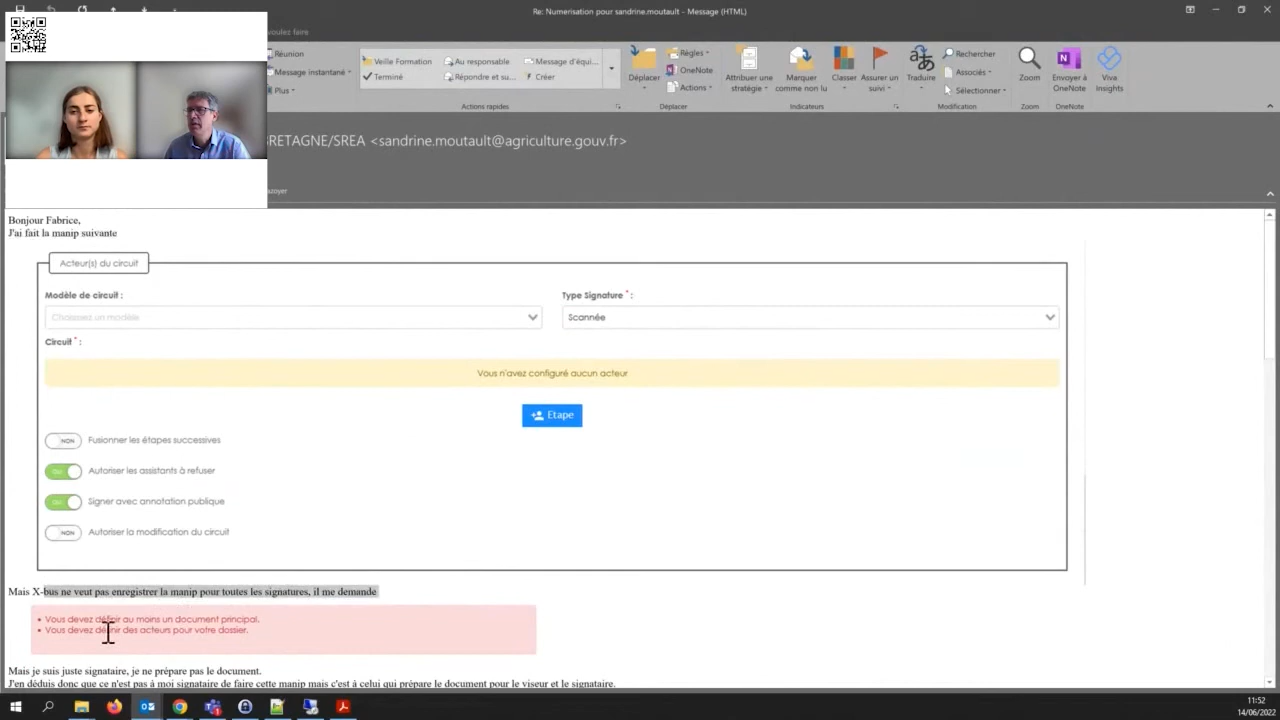 Re: Numerisation pour sandrine.moutault - Message (HTML)
voulez faire
Réunion
Message instantané
Plus
Veille Formation
Au responsable
Message d'équi...
Terminé
Répondre et su...
Créer
Actions rapides
Déplacer
Règles
OneNote
Actions
Déplacer
Attribuer une stratégie
Marquer comme non lu
Classer
Assurer un suivi
Indicateurs
Traduire
Rechercher
Associés
Sélectionner
Modification
Zoom
Zoom
Envoyer à OneNote
OneNote
Viva Insights
BRETAGNE/SREA <sandrine.moutault@agriculture.gouv.fr>
Bonjour Fabrice,
J'ai fait la manip suivante
Acteur(s) du circuit
Modèle de circuit :
Type Signature * :
Choisissez un modèle
Scannée
Circuit * :
Vous n'avez configuré aucun acteur
Etape
NON Fusionner les étapes successives
OUI Autoriser les assistants à refuser
OUI Signer avec annotation publique
NON Autoriser la modification du circuit
Mais X-bus ne veut pas enregistrer la manip pour toutes les signatures, il me demande
Vous devez définir au moins un document principal.
Vous devez définir des acteurs pour votre dossier.
Mais je suis juste signataire, je ne prépare pas le document.
J'en déduis donc que ce n'est pas à moi signataire de faire cette manip mais c'est à celui qui prépare le document pour le viseur et le signataire.
11:52
14/06/2022